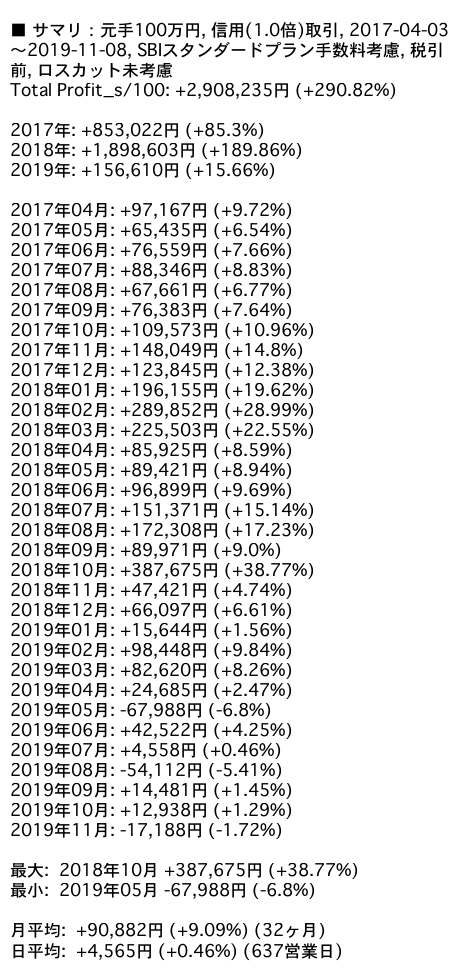 ■ サマリ：元手100万円, 信用(1.0倍)取引, 2017-04-03
～2019-11-08, SBIスタンダードプラン手数料考慮, 税引
前, ロスカット未考慮
Total Profit_s/100: +2,908,235円 (+290.82%)
2017年: +853,022円 (+85.3%)
2018年: +1,898,603円 (+189.86%)
2019年: +156,610円 (+15.66%)
2017年04月: +97,167円 (+9.72%)
2017年05月: +65,435円 (+6.54%)
2017年06月: +76,559円 (+7.66%)
2017年07月: +88,346円 (+8.83%)
2017年08月: +67,661円 (+6.77%)
2017年09月: +76,383円 (+7.64%)
2017年10月: +109,573円 (+10.96%)
2017年11月: +148,049円 (+14.8%)
2017年12月: +123,845円 (+12.38%)
2018年01月: +196,155円 (+19.62%)
2018年02月: +289,852円 (+28.99%)
2018年03月: +225,503円 (+22.55%)
2018年04月: +85,925円 (+8.59%)
2018年05月: +89,421円 (+8.94%)
2018年06月: +96,899円 (+9.69%)
2018年07月: +151,371円 (+15.14%)
2018年08月: +172,308円 (+17.23%)
2018年09月: +89,971円 (+9.0%)
2018年10月: +387,675円 (+38.77%)
2018年11月: +47,421円 (+4.74%)
2018年12月: +66,097円 (+6.61%)
2019年01月: +15,644円 (+1.56%)
2019年02月: +98,448円 (+9.84%)
2019年03月: +82,620円 (+8.26%)
2019年04月: +24,685円 (+2.47%)
2019年05月: -67,988円 (-6.8%)
2019年06月: +42,522円 (+4.25%)
2019年07月: +4,558円 (+0.46%)
2019年08月: -54,112円 (-5.41%)
2019年09月: +14,481円 (+1.45%)
2019年10月: +12,938円 (+1.29%)
2019年11月: -17,188円 (-1.72%)
最大: 2018年10月 +387,675円 (+38.77%)
最小: 2019年05月 -67,988円 (-6.8%)
月平均: +90,882円 (+9.09%) (32ヶ月)
日平均: +4,565円 (+0.46%) (637営業日)